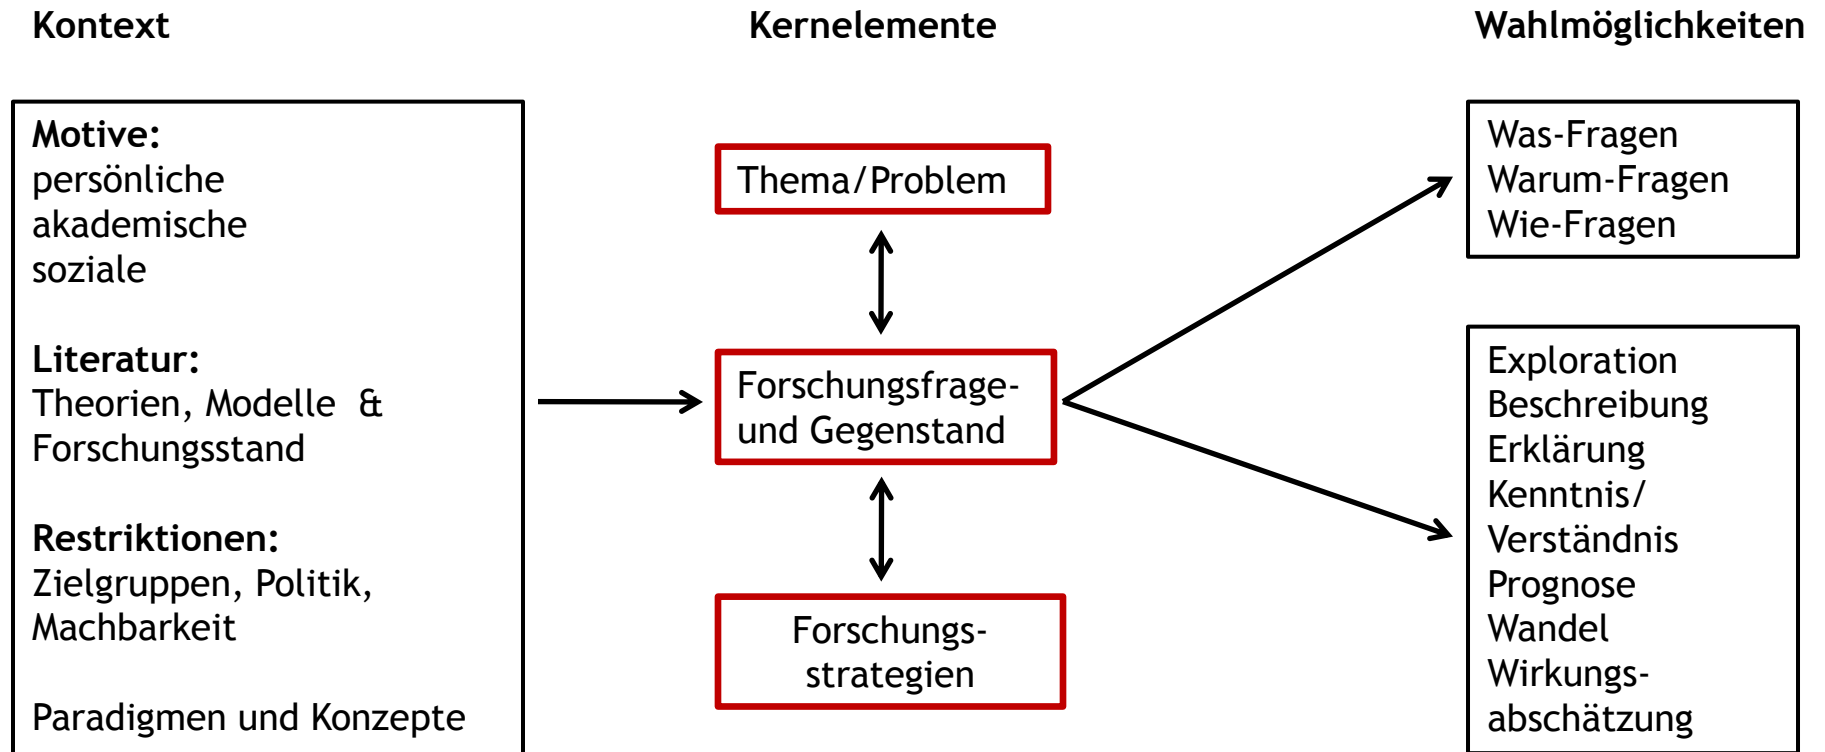 Kontext
Kernelemente
Wahlmöglichkeiten
Motive:
persönliche
akademische
soziale
Literatur:
Theorien, Modelle &
Forschungsstand
Restriktionen:
Zielgruppen, Politik,
Machbarkeit
Paradigmen und Konzepte
Thema/Problem
Forschungsfrage-
und Gegenstand
Forschungs-
strategien
Was-Fragen
Warum-Fragen
Wie-Fragen
Exploration
Beschreibung
Erklärung
Kenntnis/
Verständnis
Prognose
Wandel
Wirkungs-
abschätzung